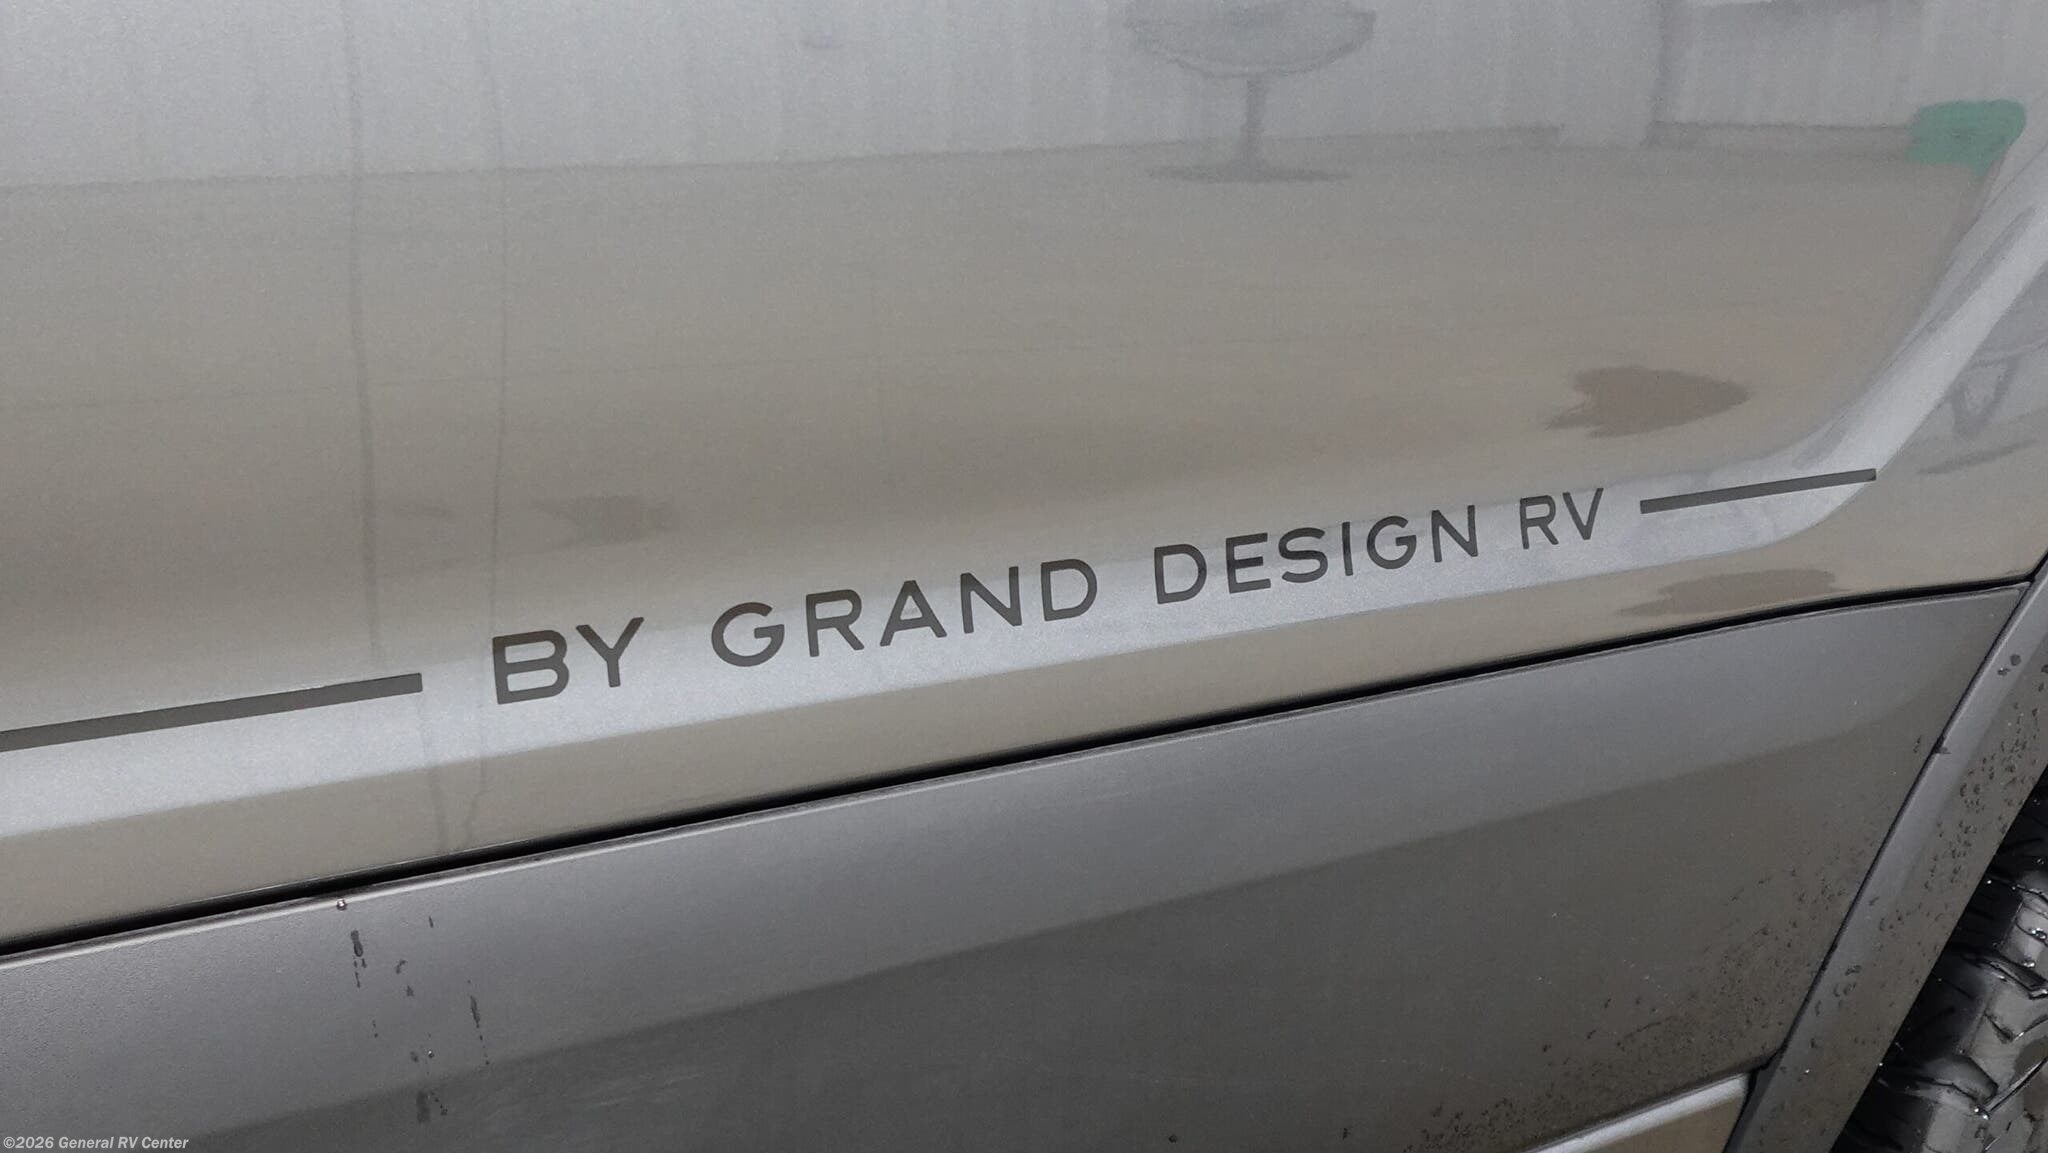 BY GRAND DESIGN RV
©2026 General RV Center